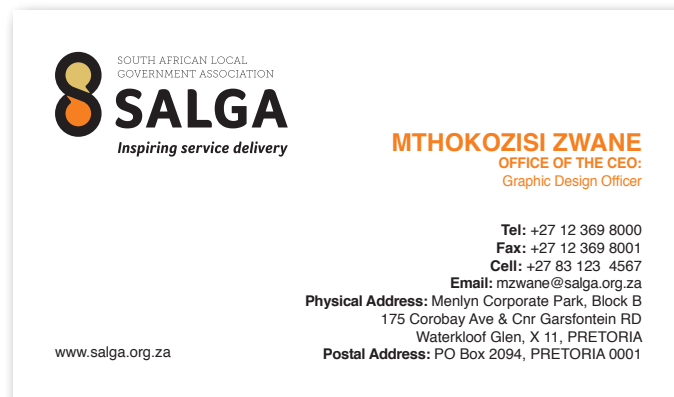 SOUTH AFRICAN LOCAL
GOVERNMENT ASSOCIATION
SALGA
Inspiring service delivery
MTHOKOZISI ZWANE
OFFICE OF THE CEO:
Graphic Design Officer
Tel: +27 12 369 8000
Fax: +27 12 369 8001
Cell: +27 83 123  4567
Email: mzwane@salga.org.za
Physical Address: Menlyn Corporate Park, Block B
175 Corobay Ave & Cnr Garsfontein RD
Waterkloof Glen, X 11, PRETORIA
Postal Address: PO Box 2094, PRETORIA 0001
www.salga.org.za